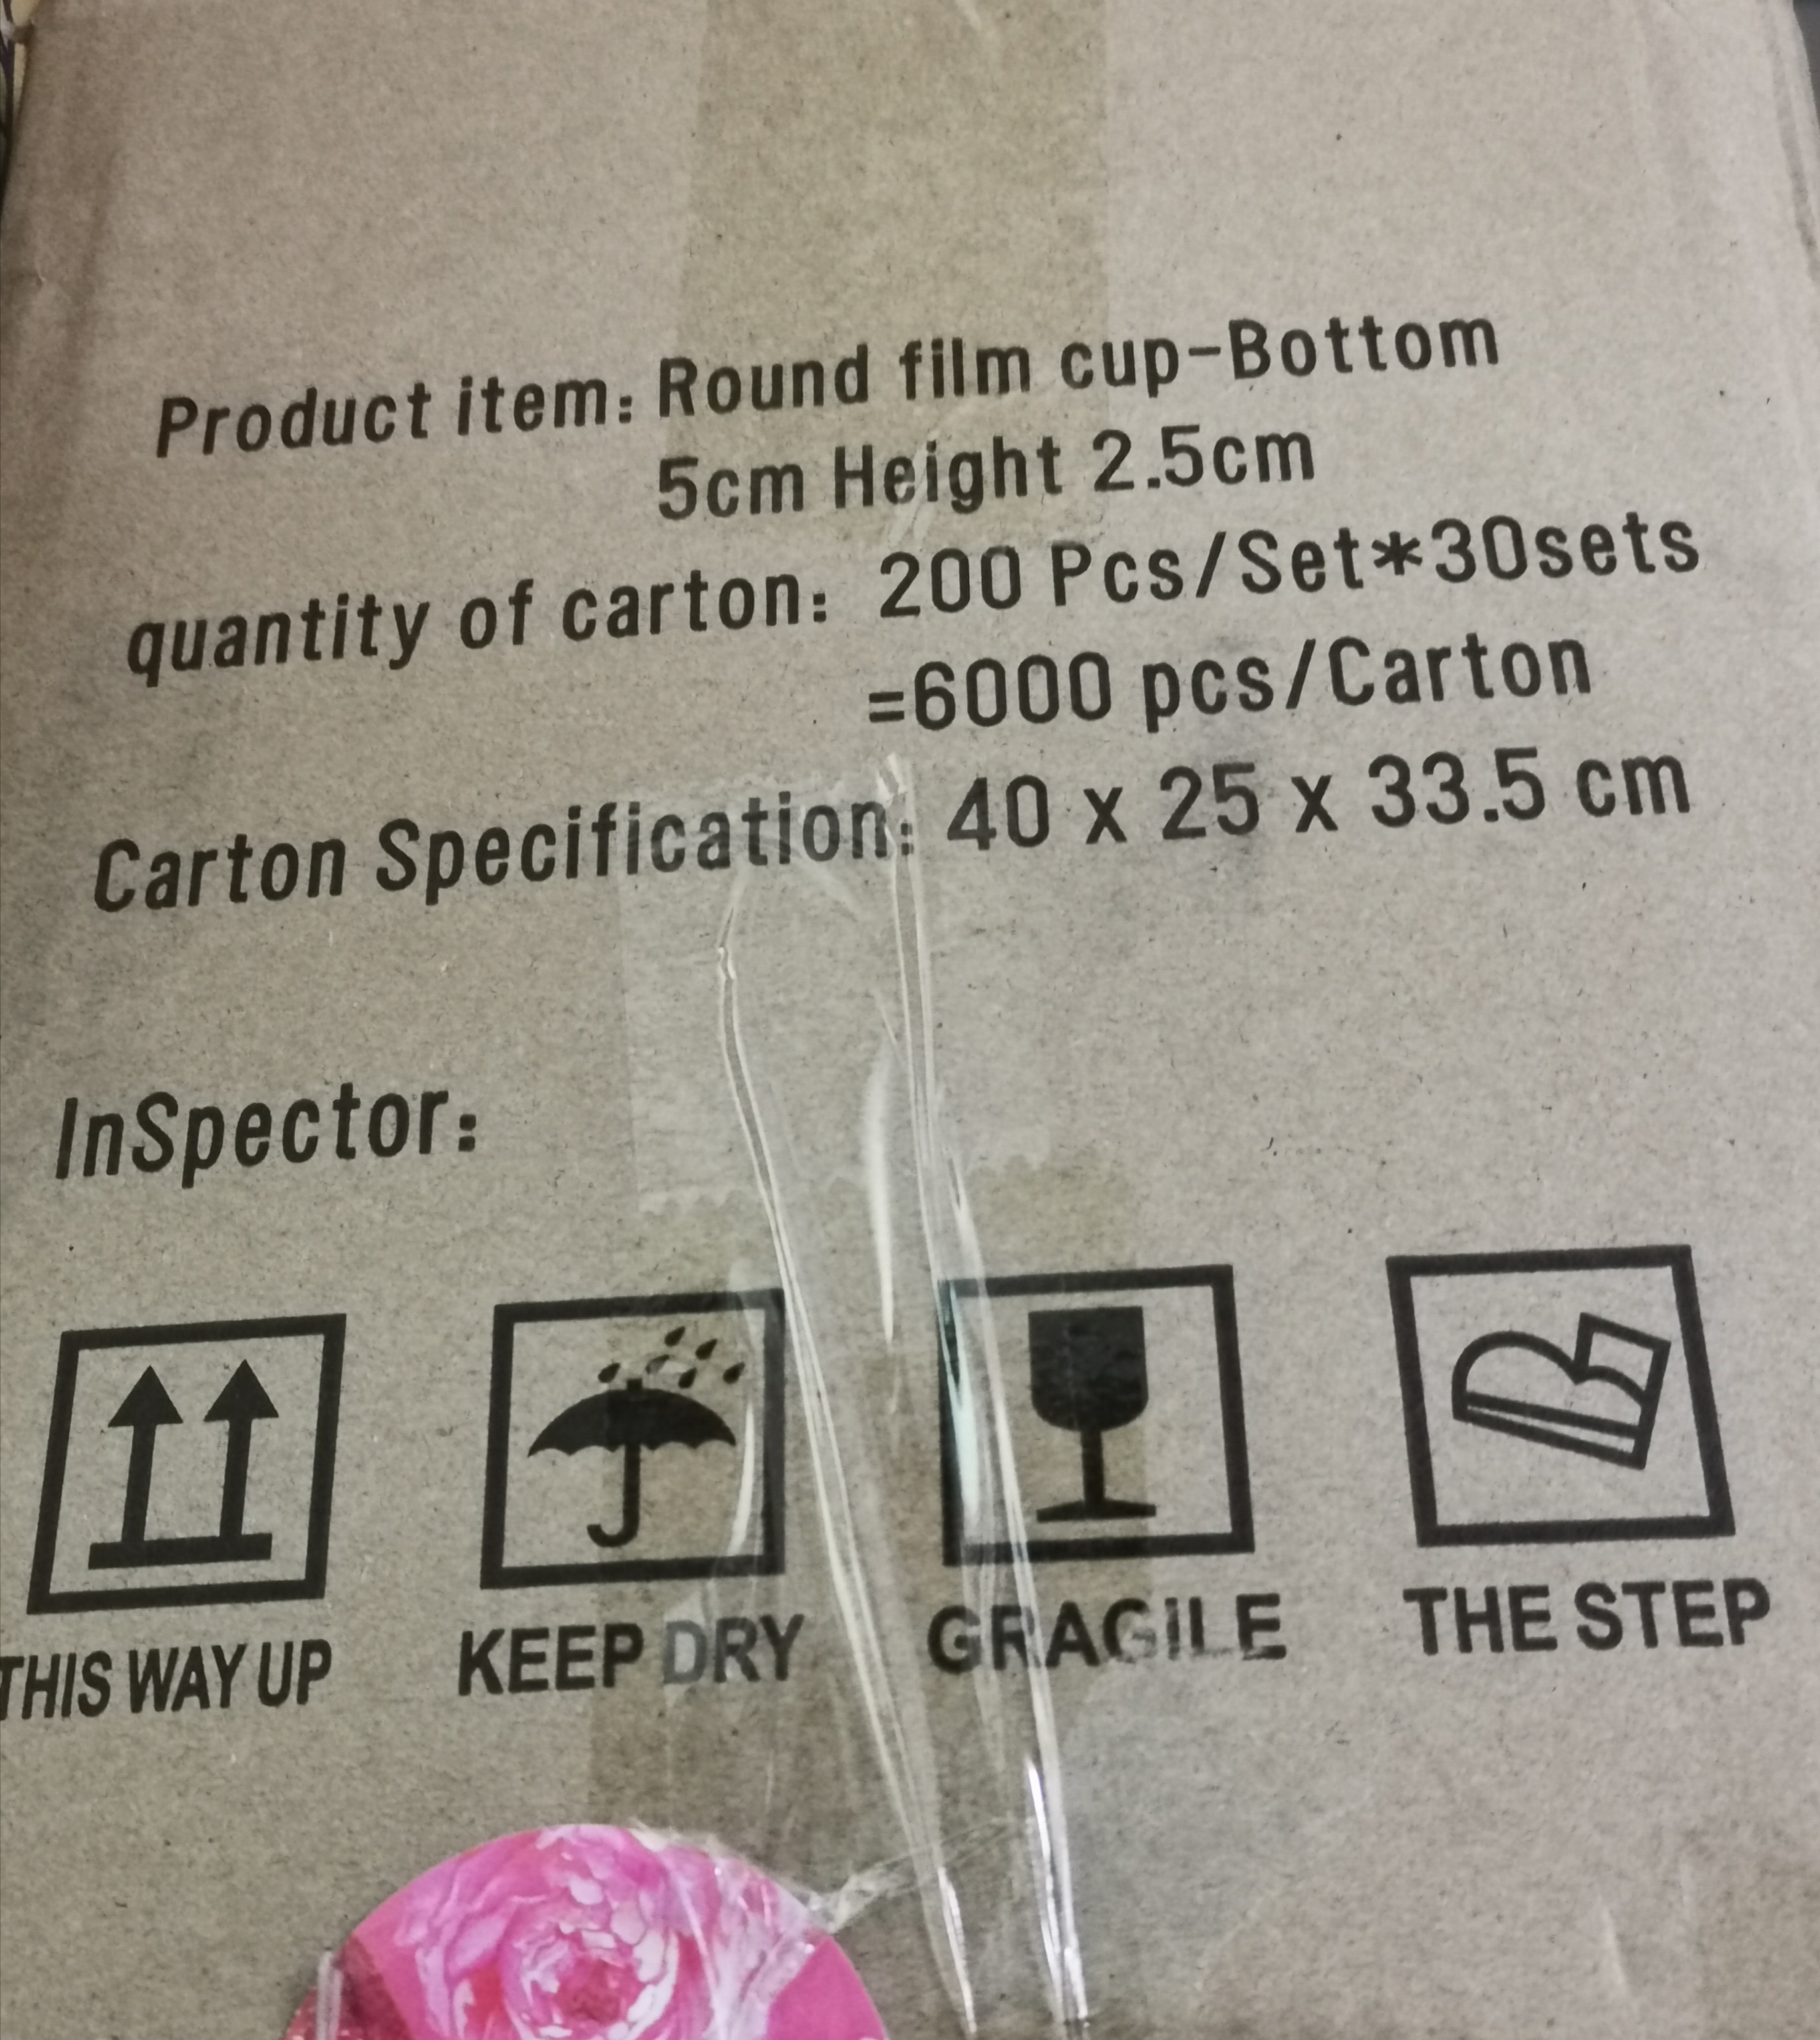 Product item: Round film cup-Bottom
5cm Height 2.5cm
quantity of carton: 200 Pcs/Set*30sets
=6000 pcs/Carton
Carton Specification: 40 x 25 x 33.5 cm
InSpector:
THIS WAY UP
KEEP DRY
GRAGILE
THE STEP